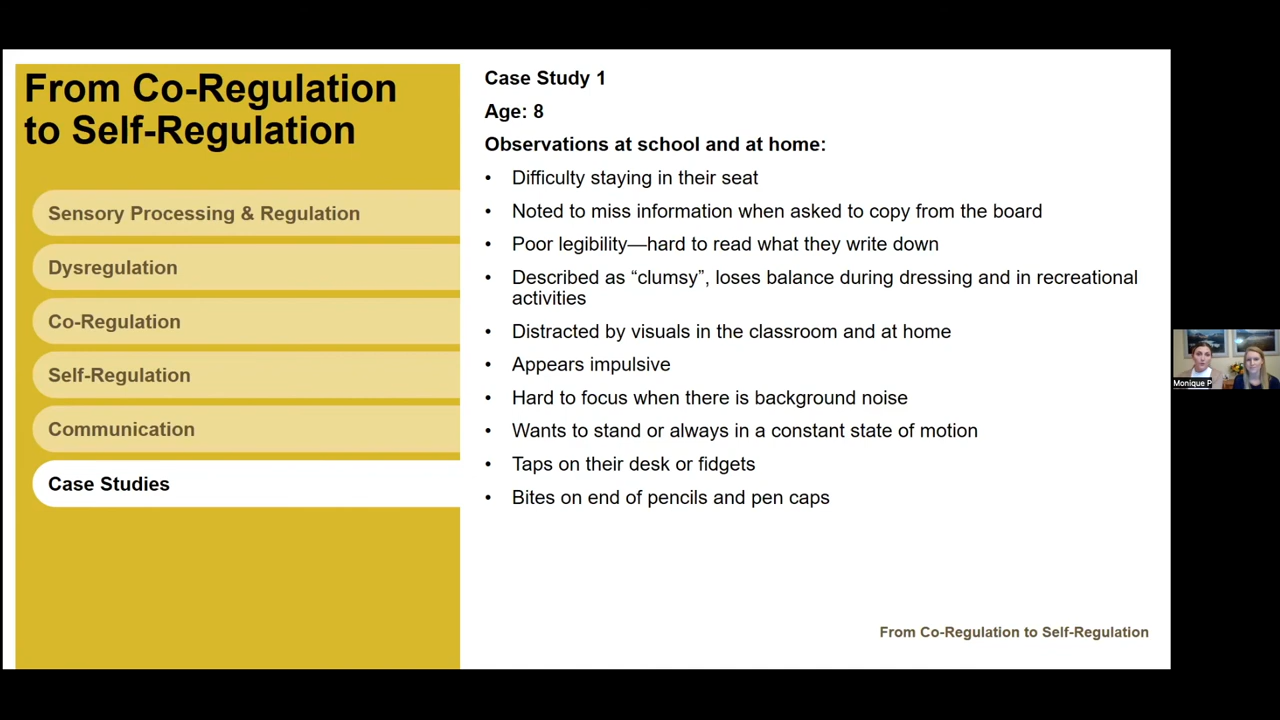 From Co-Regulation
to Self-Regulation
Sensory Processing & Regulation
Dysregulation
Co-Regulation
Self-Regulation
Communication
Case Studies
Case Study 1
Age: 8
Observations at school and at home:
• Difficulty staying in their seat
• Noted to miss information when asked to copy from the board
• Poor legibility—hard to read what they write down
• Described as “clumsy”, loses balance during dressing and in recreational
activities
• Distracted by visuals in the classroom and at home
• Appears impulsive
• Hard to focus when there is background noise
• Wants to stand or always in a constant state of motion
• Taps on their desk or fidgets
• Bites on end of pencils and pen caps
From Co-Regulation to Self-Regulation
Monique P